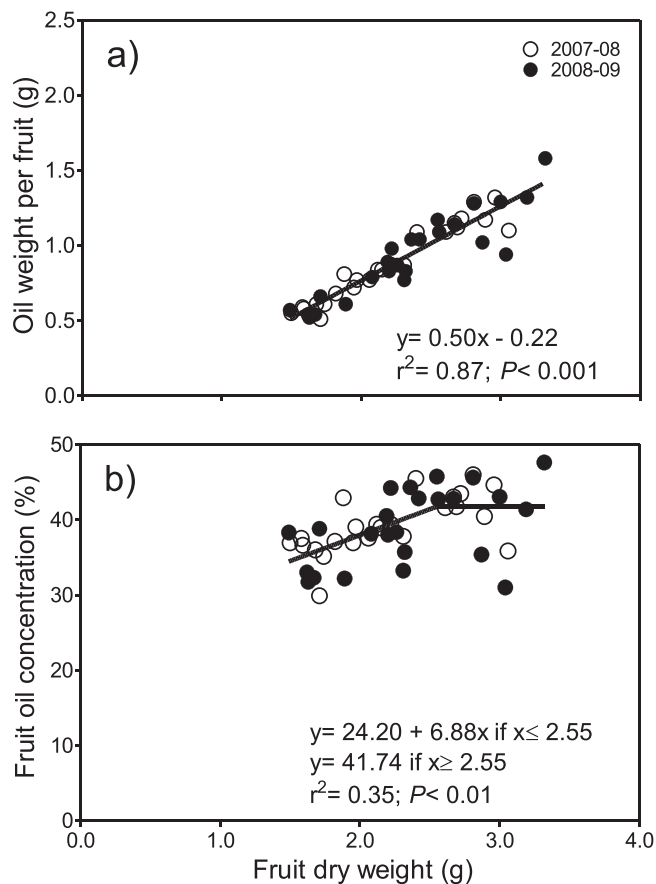 2.5
a)
2007-08
2008-09
2.0
1.5
1.0
0.5
0.0
Oil weight per fruit (g)
y= 0.50x - 0.22
r²= 0.87; P< 0.001
50
b)
40
30
20
10
0
Fruit oil concentration (%)
y= 24.20 + 6.88x if x≤ 2.55
y= 41.74 if x≥ 2.55
r²= 0.35; P< 0.01
0.0 1.0 2.0 3.0 4.0
Fruit dry weight (g)